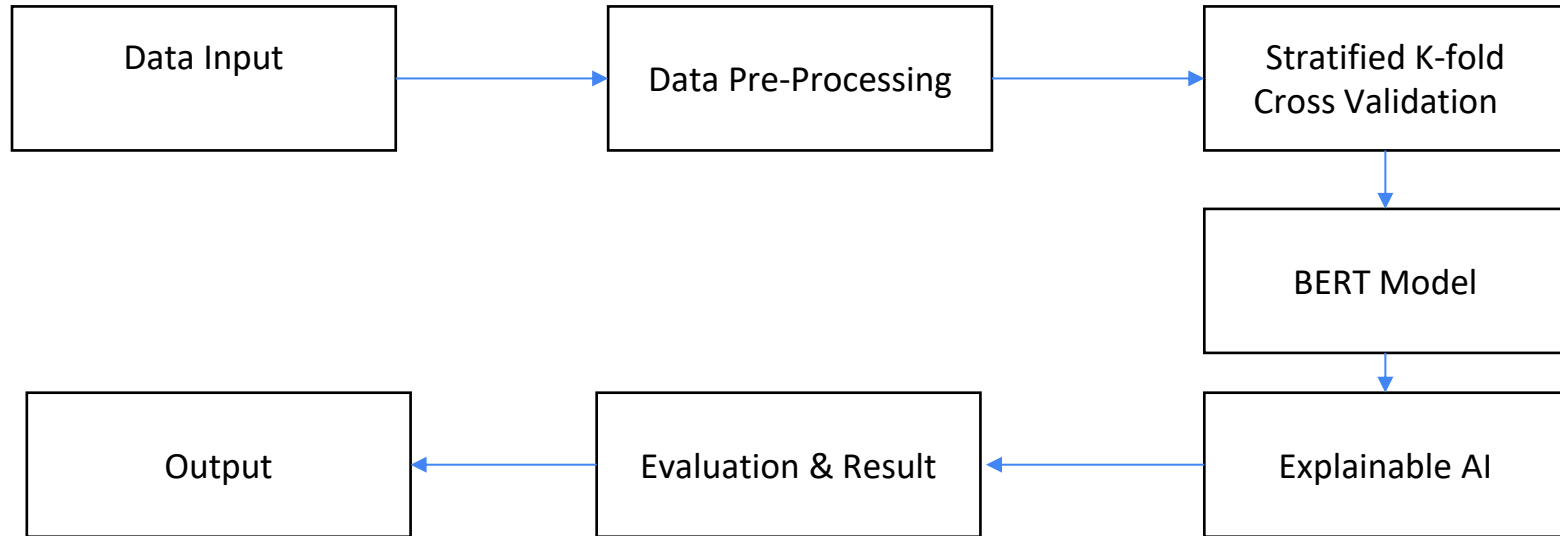 Data Input
Data Pre-Processing
Stratified K-fold
Cross Validation
BERT Model
Explainable AI
Evaluation & Result
Output